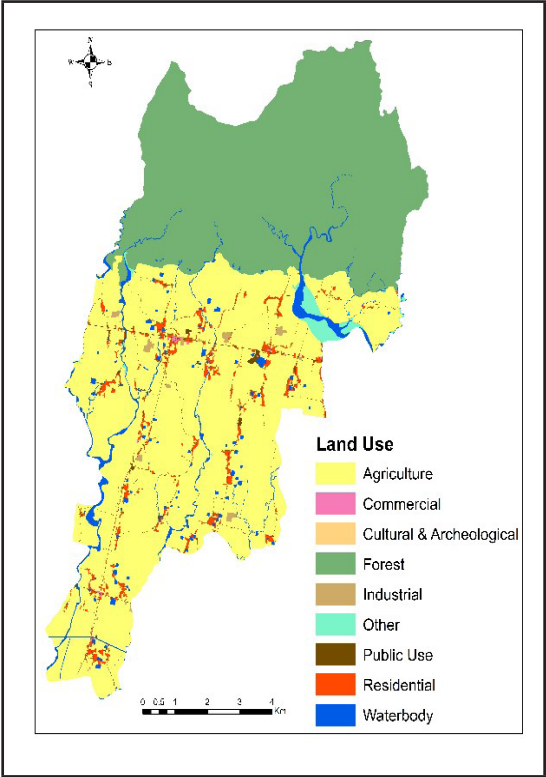 N
W
E
S
Land Use
Agriculture
Commercial
Cultural & Archeological
Forest
Industrial
Other
Public Use
Residential
Waterbody
0 0.5 1 2 3 4
Km